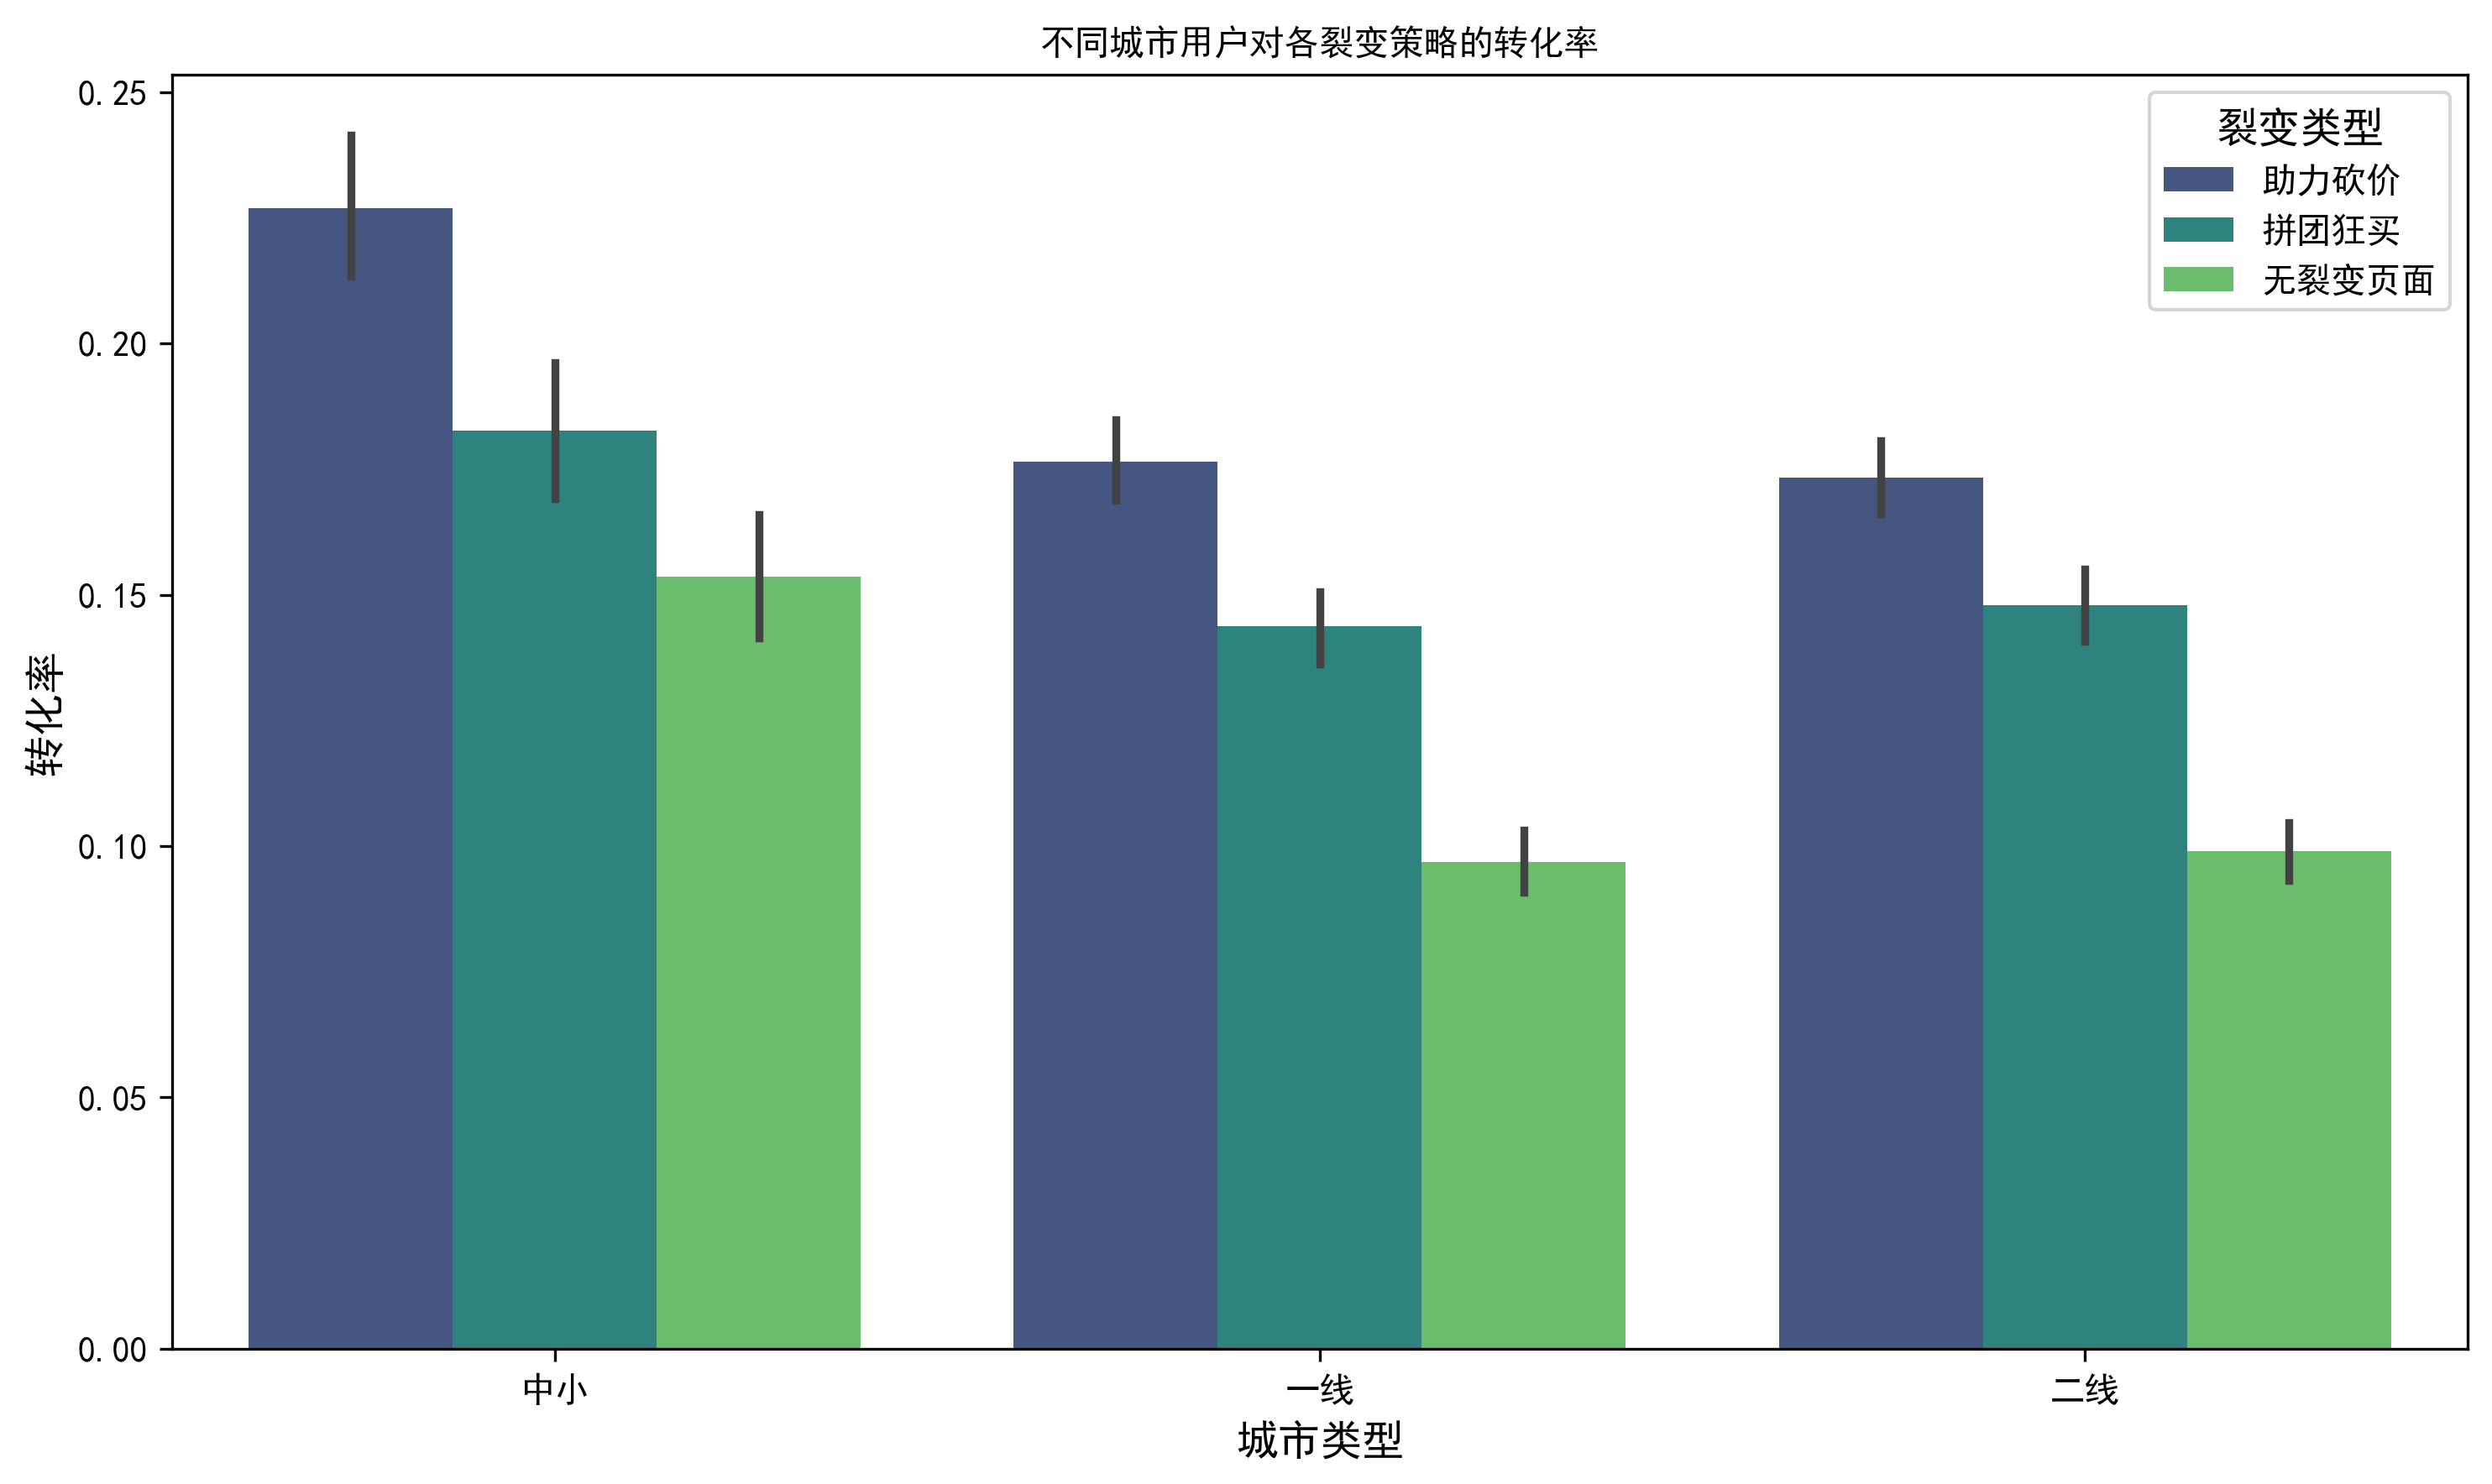 不同城市用户对各裂变策略的转化率
裂变类型
助力砍价
拼团狂买
无裂变页面
转化率
0.25
0.20
0.15
0.10
0.05
0.00
中小
一线
二线
城市类型